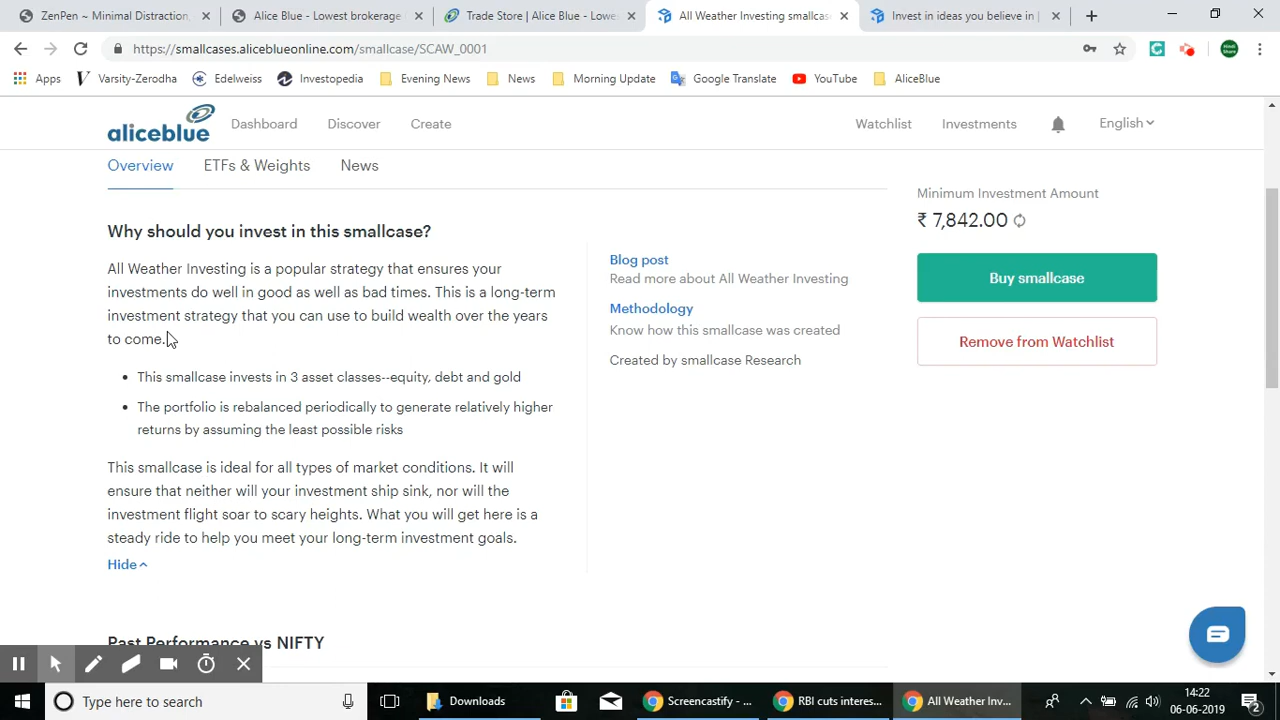 ZenPen ~ Minimal Distraction
Alice Blue - Lowest brokerage
Trade Store | Alice Blue - Lowe
All Weather Investing smallcas
Invest in ideas you believe in |
https://smallcases.aliceblueonline.com/smallcase/SCAW_0001
Apps
Varsity-Zerodha
Edelweiss
Investopedia
Evening News
News
Morning Update
Google Translate
YouTube
AliceBlue
aliceblue
Dashboard
Discover
Create
Watchlist
Investments
English
Overview
ETFs & Weights
News
Why should you invest in this smallcase?
All Weather Investing is a popular strategy that ensures your
investments do well in good as well as bad times. This is a long-term
investment strategy that you can use to build wealth over the years
to come.
• This smallcase invests in 3 asset classes--equity, debt and gold
• The portfolio is rebalanced periodically to generate relatively higher
returns by assuming the least possible risks
This smallcase is ideal for all types of market conditions. It will
ensure that neither will your investment ship sink, nor will the
investment flight soar to scary heights. What you will get here is a
steady ride to help you meet your long-term investment goals.
Hide
Blog post
Read more about All Weather Investing
Methodology
Know how this smallcase was created
Created by smallcase Research
Minimum Investment Amount
₹ 7,842.00
Buy smallcase
Remove from Watchlist
Past Performance vs NIFTY
Type here to search
Downloads
Screencastify - ...
RBI cuts interes...
All Weather Inv...
14:22
06-06-2019
2